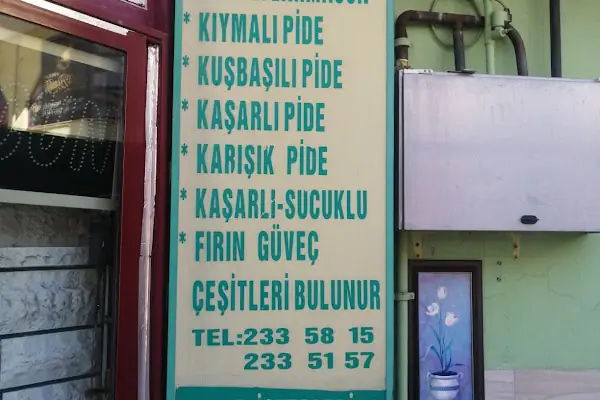 * KIYMALI PİDE
* KUŞBAŞILI PİDE
* KAŞARLI PİDE
* KARIŞIK PİDE
* KAŞARLI-SUCUKLU
* FIRIN GÜVEÇ
ÇEŞİTLERİ BULUNUR
TEL:233 58 15
233 51 57